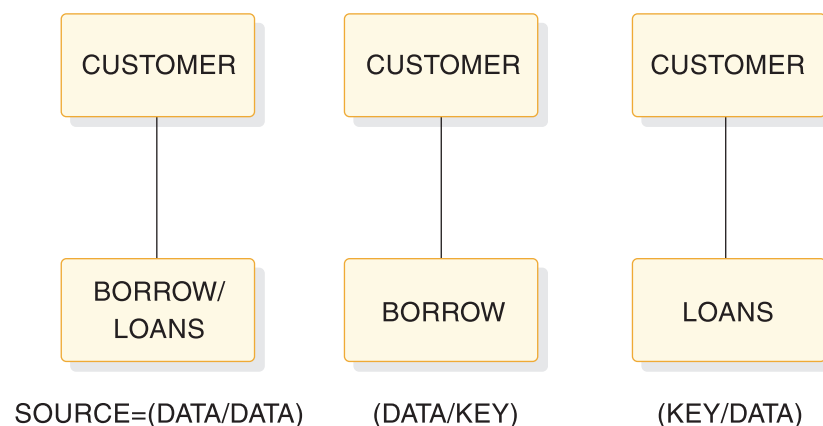 CUSTOMER
CUSTOMER
CUSTOMER
BORROW/
LOANS
BORROW
LOANS
SOURCE=(DATA/DATA)
(DATA/KEY)
(KEY/DATA)